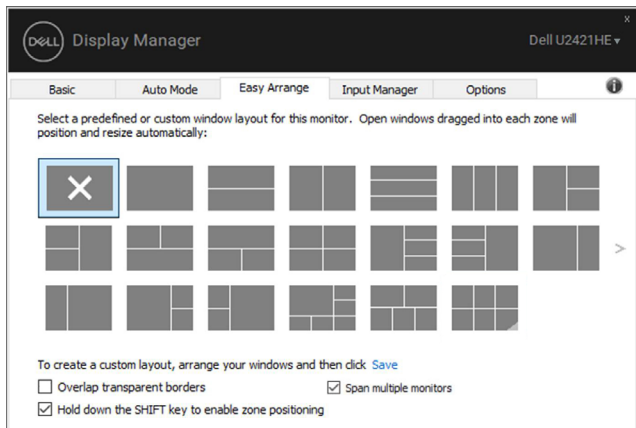 x
DELL Display Manager
Dell U2421HE
Basic Auto Mode Easy Arrange Input Manager Options
Select a predefined or custom window layout for this monitor. Open windows dragged into each zone will
position and resize automatically:
To create a custom layout, arrange your windows and then click Save
Overlap transparent borders
Span multiple monitors
Hold down the SHIFT key to enable zone positioning